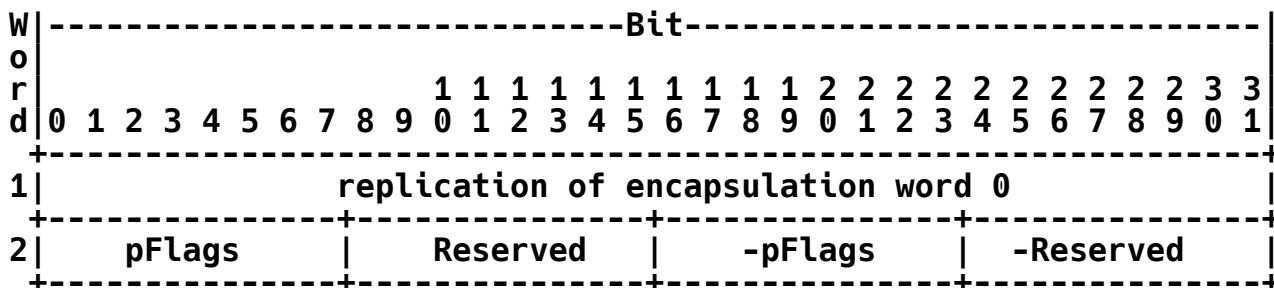 W|------------------------------Bit------------------------------|
o|                                                               |
r|                    1 1 1 1 1 1 1 1 1 1 2 2 2 2 2 2 2 2 2 2 3 3|
d|0 1 2 3 4 5 6 7 8 9 0 1 2 3 4 5 6 7 8 9 0 1 2 3 4 5 6 7 8 9 0 1|
 +---------------------------------------------------------------+
1|               replication of encapsulation word 0             |
 +---------------+---------------+---------------+---------------+
2|    pFlags     |    Reserved   |    -pFlags    |  -Reserved    |
 +---------------+---------------+---------------+---------------+